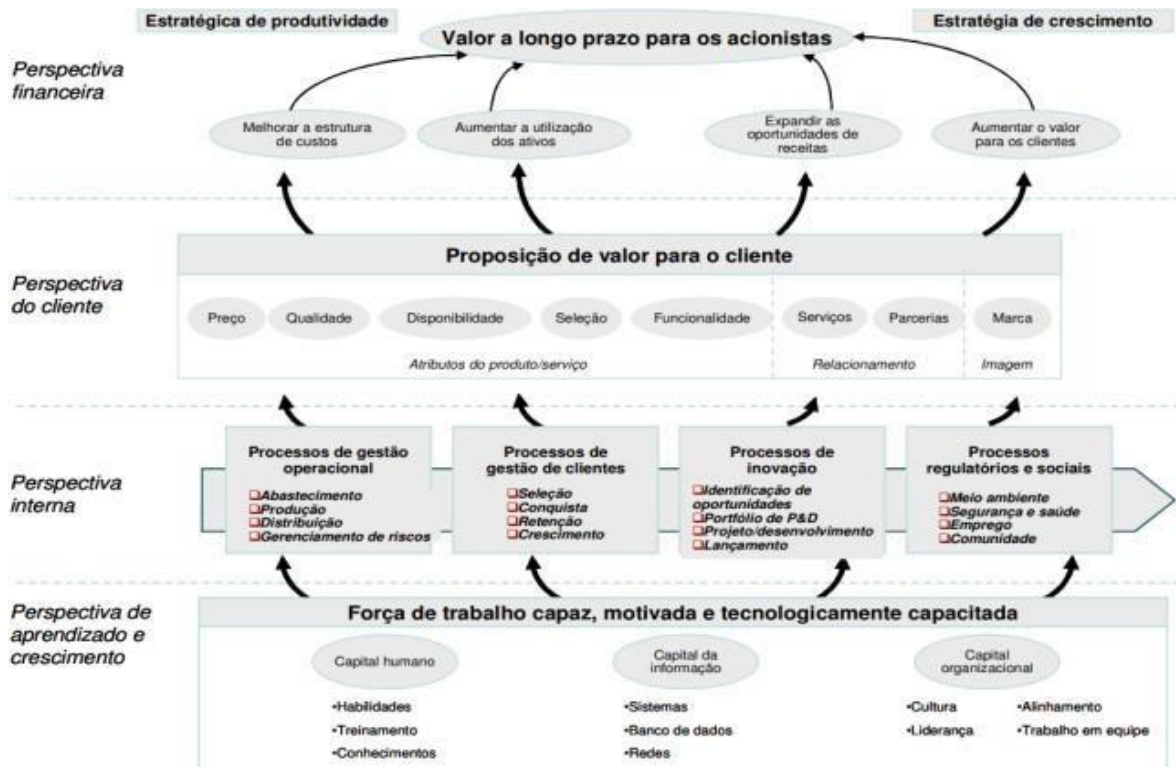 Estratégica de produtividade
Estratégia de crescimento
Valor a longo prazo para os acionistas
Perspectiva
financeira
Melhorar a estrutura
de custos
Aumentar a utilização
dos ativos
Expandir as
oportunidades de
receitas
Aumentar o valor
para os clientes
Proposição de valor para o cliente
Perspectiva
do cliente
Preço
Qualidade
Disponibilidade
Seleção
Funcionalidade
Serviços
Parcerias
Marca
Atributos do produto/serviço
Relacionamento
Imagem
Perspectiva
interna
Processos de gestão
operacional
Abastecimento
Produção
Distribuição
Gerenciamento de riscos
Processos de
gestão de clientes
Seleção
Conquista
Retenção
Crescimento
Processos de
inovação
Identificação de
oportunidades
Portfólio de P&D
Projeto/desenvolvimento
Lançamento
Processos
regulatórios e sociais
Meio ambiente
Segurança e saúde
Emprego
Comunidade
Perspectiva de
aprendizado e
crescimento
Força de trabalho capaz, motivada e tecnologicamente capacitada
Capital humano
•Habilidades
•Treinamento
•Conhecimentos
Capital da
informação
•Sistemas
•Banco de dados
•Redes
Capital
organizacional
•Cultura
•Liderança
•Alinhamento
•Trabalho em equipe